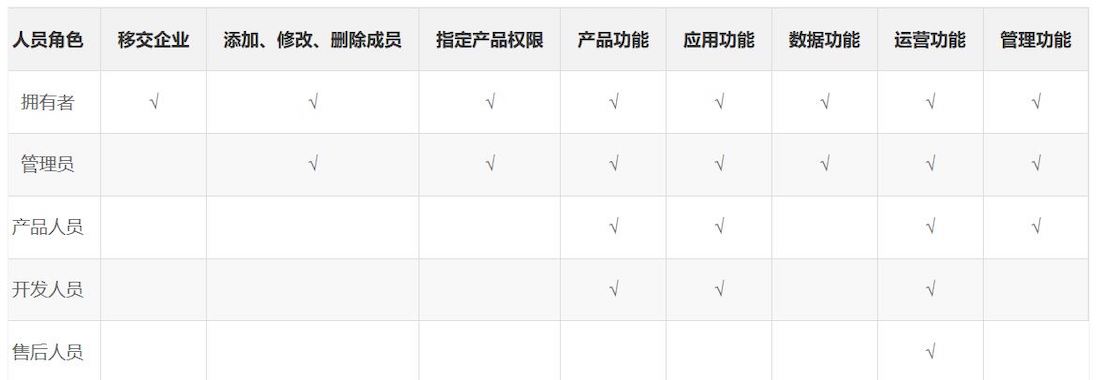 人员角色 移交企业 添加、修改、删除成员 指定产品权限 产品功能 应用功能 数据功能 运营功能 管理功能
拥有者 √ √ √ √ √ √ √ √
管理员 √ √ √ √ √ √ √
产品人员 √ √ √ √
开发人员 √ √ √
售后人员 √